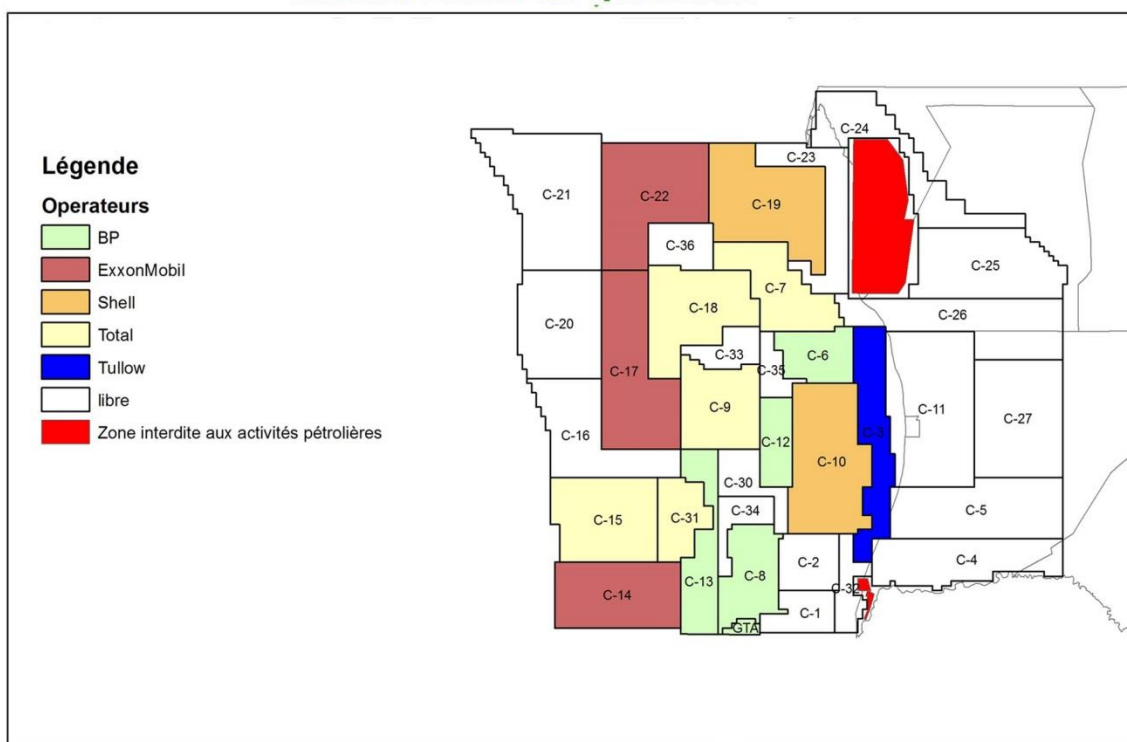 Légende
Operateurs
BP
ExxonMobil
Shell
Total
Tullow
libre
Zone interdite aux activités pétrolières
C-24
C-23
C-21
C-22
C-19
C-36
C-25
C-7
C-20
C-18
C-26
C-33
C-6
C-35
C-17
C-11
C-27
C-16
C-9
C-3
C-12
C-10
C-30
C-34
C-5
C-15
C-31
C-2
C-4
C-13
C-8
C-14
C-32
C-1
GTA